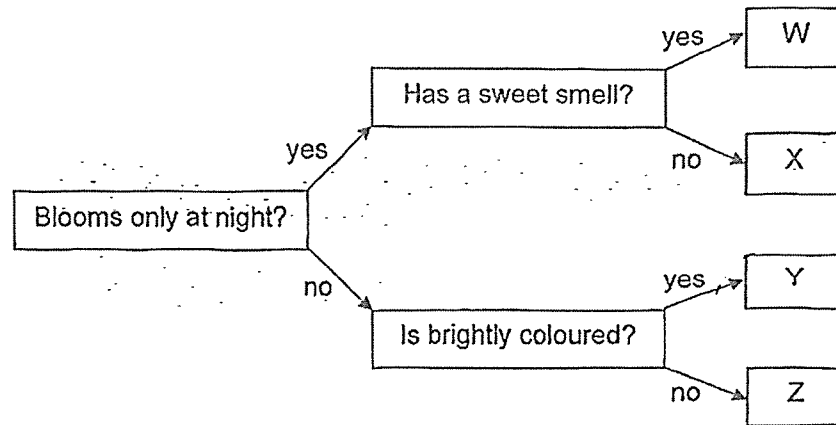 yes
W
Has a sweet smell?
yes
no
X
Blooms only at night?
no
yes
Y
Is brightly coloured?
no
Z